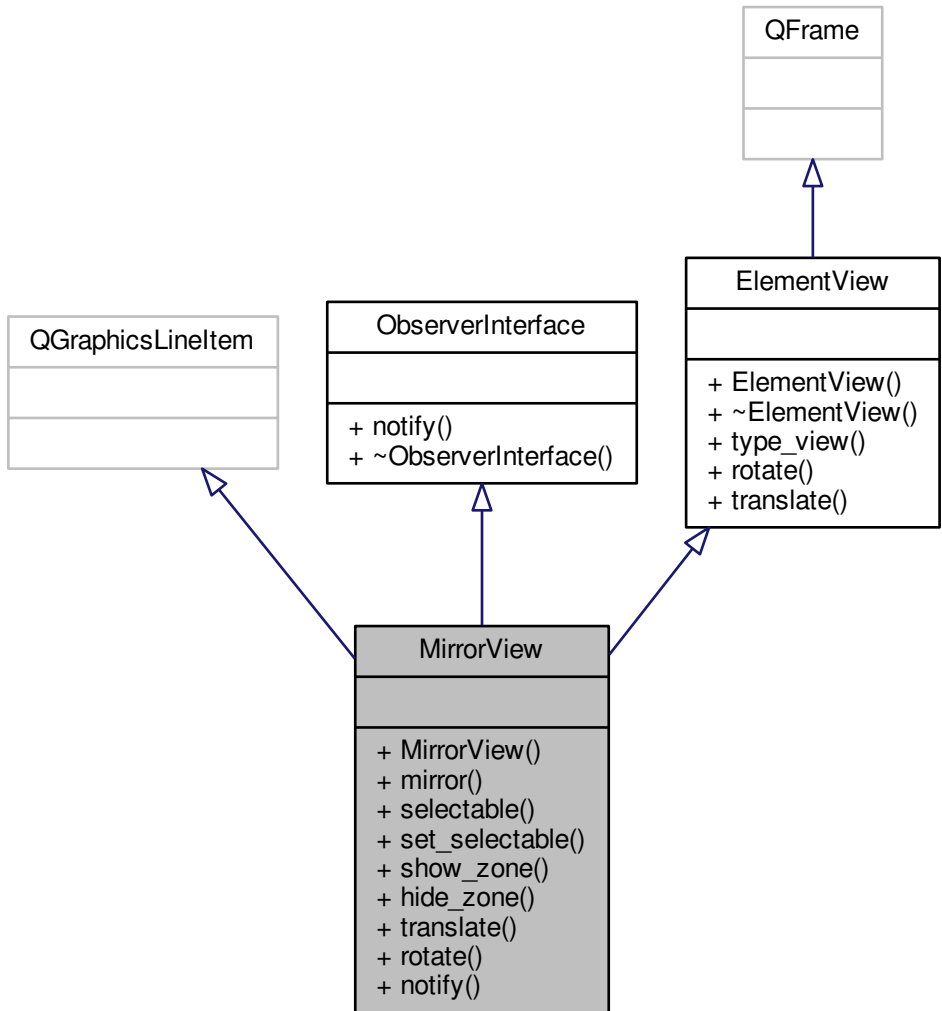 QFrame
ElementView
+ ElementView()
+ ~ElementView()
+ type_view()
+ rotate()
+ translate()
ObserverInterface
+ notify()
+ ~ObserverInterface()
QGraphicsLineItem
MirrorView
+ MirrorView()
+ mirror()
+ selectable()
+ set_selectable()
+ show_zone()
+ hide_zone()
+ translate()
+ rotate()
+ notify()